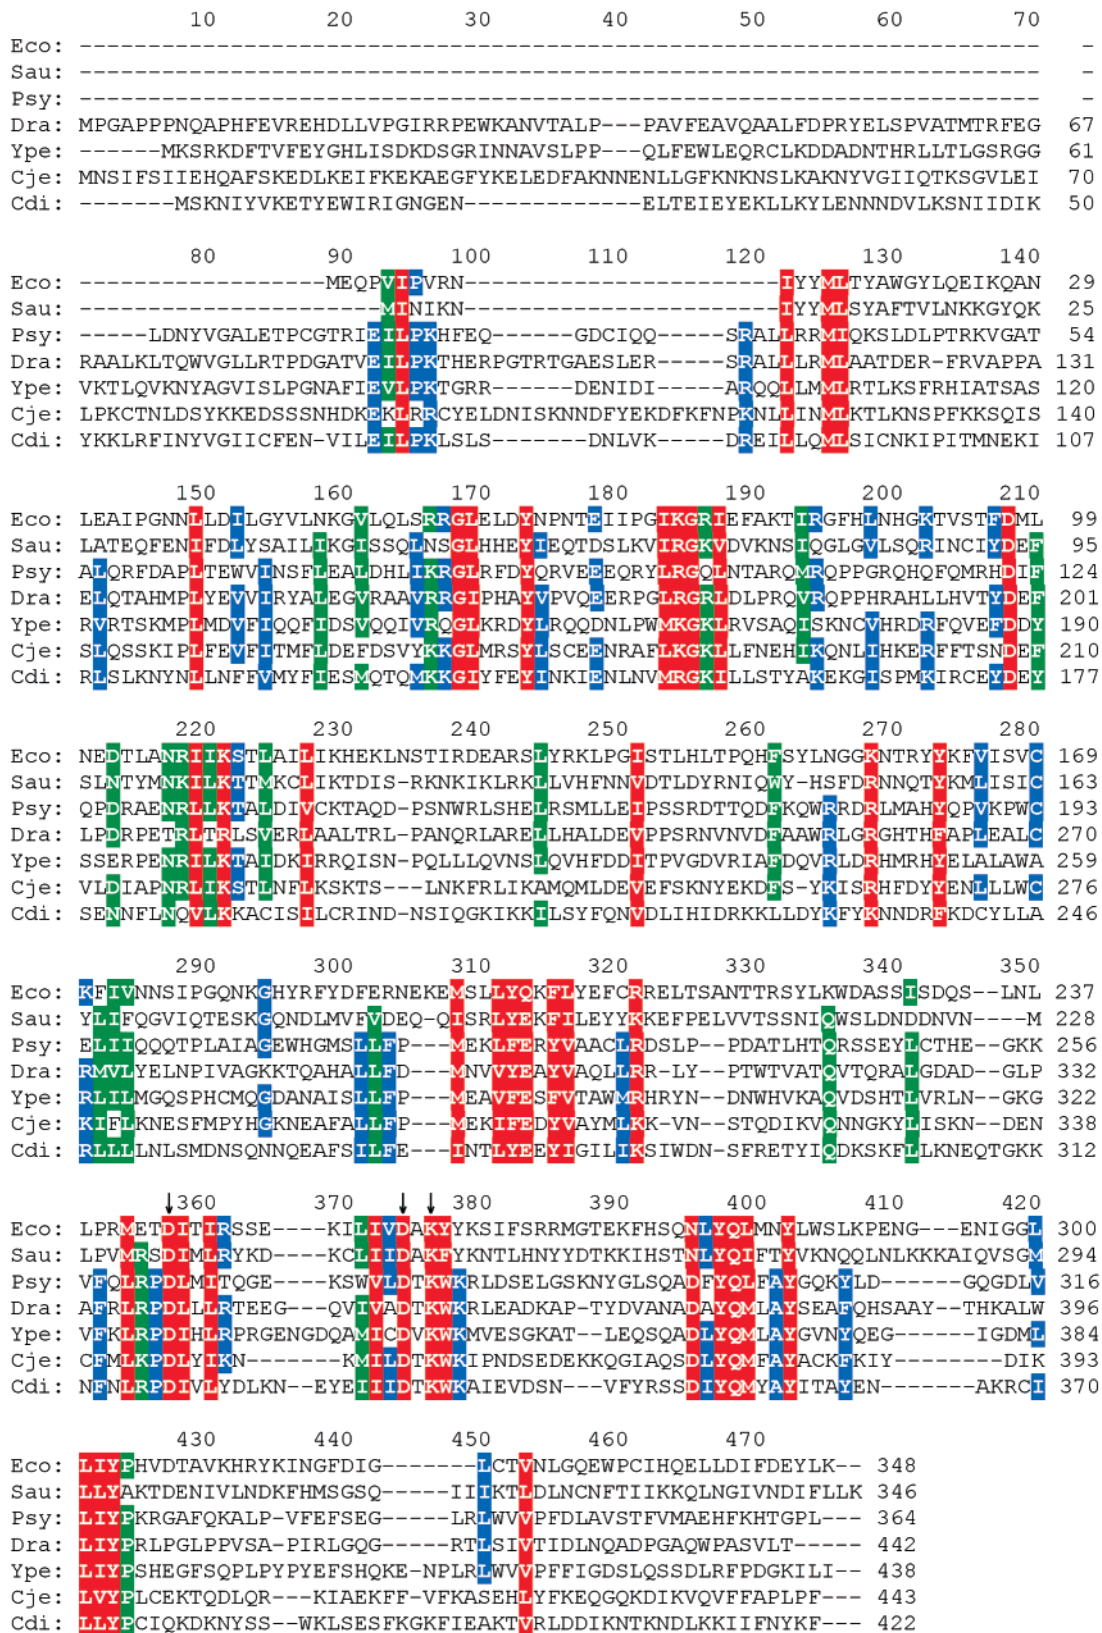 10 20 30 40 50 60 70
Eco: ---------------------------------------------------------------------- -
Sau: ---------------------------------------------------------------------- -
Psy: ---------------------------------------------------------------------- -
Dra: MPGAPPPNQAPHFEVREHDLLVPGIRRPEWKANVTALP---PAVFEAVQAALFDPRYELSPVATMTRFEG 67
Ype: ------MKSRKDFTVFEYGHLISDKDSGRINNAVSLPP---QLFEWLEQRCLKDDADNTHRLLTLGSRGG 61
Cje: MNSIFSIIEHQAFSKEDLKEIFKEKAEGFYKELEDFAKNNENLLGFKNKNSLKAKNYVGIIQTKSGVLEI 70
Cdi: -------MSKNIYVKETYEWIRIGNGEN-------------ELTEIEYEKLLKYLENNNDVLKSNIIDIK 50
80 90 100 110 120 130 140
Eco: ------------------MEQPVIPVRN-----------------------IYYMLTYAWGYLQEIKQAN 29
Sau: ----------------------MINIKN-----------------------IYYMLSYAFTVLNKKGYQK 25
Psy: -----LDNYVGALETPCGTRIEILPKHFEQ------GDCIQQ-----SRALLRRMIQKSLDLPTRKVGAT 54
Dra: RAALKLTQWVGLLRTPDGATVEILPKTHERPGTRTGAESLER-----SRALLLRMLAATDER-FRVAPPA 131
Ype: VKTLQVKNYAGVISLPGNAFIEVLPKTGRR------DENIDI-----ARQQLLMMLRTLKSFRHIATSAS 120
Cje: LPKCTNLDSYKKEDSSSNHDKEKLRRCYELDNISKNNDFYEKDFKFNPKNLLINMLKTLKNSPFKKSQIS 140
Cdi: YKKLRFINYVGIICFEN-VILEILPKLSLS-------DNLVK-----DREILLQMLSICNKIPITMNEKI 107
150 160 170 180 190 200 210
Eco: LEAIPGNNLLDILGYVLNKGVLQLSRRGLELDYNPNTEIIPGIKGRIEFAKTIRGFHLNHGKTVSTFDML 99
Sau: LATEQFENIFDLYSAILIKGISSQLNSGLHHEYIEQTDSLKVIRGKVDVKNSIQGLGVLSQRINCIYDEF 95
Psy: ALQRFDAPLTEWVINSFLEALDHLIKRGLRFDYQRVEEEQRYLRGQLNTARQMRQPPGRQHQFQMRHDIF 124
Dra: ELQTAHMPLYEVVIRYALEGVRAAVRRGIPHAYVPVQEERPGLRGRLDLPRQVRQPPHRAHLLHVTYDEF 201
Ype: RVRTSKMPLMDVFIQQFIDSVQQIVRQGLKRDYLRQQDNLPWMKGKLRVSAQISKNCVHRDRFQVEFDDY 190
Cje: SLQSSKIPLFEVFITMFLDEFDSVYKKGLMRSYLSCEENRAFLKGKLLFNEHIKQNLIHKERFFTSNDEF 210
Cdi: RLSLKNYNLLNFFVMYFIESMQTQMKKGIYFEYINKIENLNVMRGKILLSTYAKEKGISPMKIRCEYDEY 177
220 230 240 252 262 270 282
Eco: NEDTLANRIIKSTLAILIKHEKLNSTIRDEARSLYRKLPGISTLHLTPQHFSYLNGGKNTRYYKFVISVC 169
Sau: SLNTYMNKILKTTMKCLIKTDIS-RKNKIKLRKLLVHFNNVDTLDYRNIQWY-HSFDRNNQTYKMLISIC 163
Psy: QPDRAENRLLKTALDIVCKTAQD-PSNWRLSHELRSMLLEIPSSRDTTQDFKQWRRDRLMAHYQPVKPWC 193
Dra: LPDRPETRLTRLSVERLAALTRL-PANQRLARELLHALDEVPPSRNVNVDFAAWRLGRGHTHFAPLEALC 270
Ype: SSERPENRILKTAIDKIRRQISN-PQLLLQVNSLQVHFDDITPVGDVRIAFDQVRLDRHMRHYELALAWA 259
Cje: VLDIAPNRLIKSTLNFLKSKTS---LNKFRLIKAMQMLDEVEFSKNYEKDFS-YKISRHFDYYENLLLWC 276
Cdi: SENNFLNQVLKKACISILCRIND-NSIQGKIKKILSYFQNVDLIHIDRKKLLDYKFYKNNDRFKDCYLLA 246
290 300 310 321 332 342 352
Eco: KFIVNNSIPGQNKGHYRFYDFERNEKEMSLLYQKFLYEFCRRELTSANTTRSYLKWDASSISDQS--LNL 237
Sau: YLIFQGVIQTESKGQNDLMVFVDEQ-QISRLYEKFILEYYKKEFPELVVTSSNIQWSLDNDDNVN----M 228
Psy: ELIIQQQTPLAIAGEWHGMSLLFP---MEKLFERYVAACLRDSLP--PDATLHTQRSSEYLCTHE---GKK 256
Dra: RMVLYELNPIVAGKKTQAHALLFD---MNVVYEAYVAQLLRR-LY--PTWTVATQVTQRALGDAD--GLP 332
Ype: RLILMGQSPHCMQGDANAISLLFP---MEAVFESFVTAWMRHRYN--DNWHVKAQVDSHTLVRLN--GKG 322
Cje: KIFLKNESFMPYHGKNEAFALLFP---MEKIFEDYVAYMLKK-VN--STQDIKVQNNGKYLISKN--DEN 338
Cdi: RLLLLNLSMDNSQNNQEAFSILFE---INTLYEEYIGILIKSIWDN-SFRETYIQDKSKFLLKNEQTGKK 312
↓ 360 370 ↓ ↓ 380 390 400 410 421
Eco: LPRMETDITIRSSE----KILIVDAKYYKSIFSRRMGTEKFHSQNLYQLMNYLWSLKPENG---ENIGGL 300
Sau: LPVMRSDIMLRYKD----KCLIIDAKFYKNTLHNYYDTKKIHSTNLYQIFTYVKNQQLNLKKKAIQVSGM 294
Psy: VFQLRPDLMITQGE----KSWVLDTKWKRLDSELGSKNYGLSQADFYQLFAYGQKYLD------GQGDLV 316
Dra: AFRLRPDLLLRTEEG--QVIVADTKWKRLEADKAP-TYDVANADAYQMLAYSEAFQHSAAY--THKALW 396
Ype: VFKLRPDIHLRPRGENGDQAMICDVKWKMVESGKAT--LEQSQADLYQMLAYGVNYQEG------IGDML 384
Cje: CFMLKPDLYIKN--------KMILDTKWKIPNDSEDEKKQGIAQSDLYQMFAYACKFKIY-------DIK 393
Cdi: NFNLRPDIVLYDLKN--EYEIIIIDTKWKAIEVDSN---VFYRSSDIYQMYAYITAYEN-------AKRCI 370
430 440 450 460 470
Eco: LIYPHVDTAVKHRYKINGFDIG-------LCTVNLGQEWPCIHQELLDIFDEYLK-- 348
Sau: LLYAKTDENIVLNDKFHMSGSQ-----IIIKTLDLNCNFTIIKKQLNGIVNDIFLLK 346
Psy: LIYPKRGAFQKALP-VFEFSEG-----LRLWVVPFDLAVSTFVMAEHFKHTGPL--- 364
Dra: LIYPRLPGLPPVSA-PIRLGQG-----RTLSIVTIDLNQADPGAQWPASVLT----- 442
Ype: LIYPSHEGFSQPLPYPYEFSHQKE-NPLRLWVVPFFIGDSLQSSDLRFPDGKILI-- 438
Cje: LVYPLCEKTQDLQR----KIAEKFF-VFKASEHLYFKEQGQKDIKVQVFFAPLPF--- 443
Cdi: LLYPCIQKDKNYSS--WKLSESFKGKFIEAKTVRLDDIKNTKNDLKKIIFNYKF--- 422